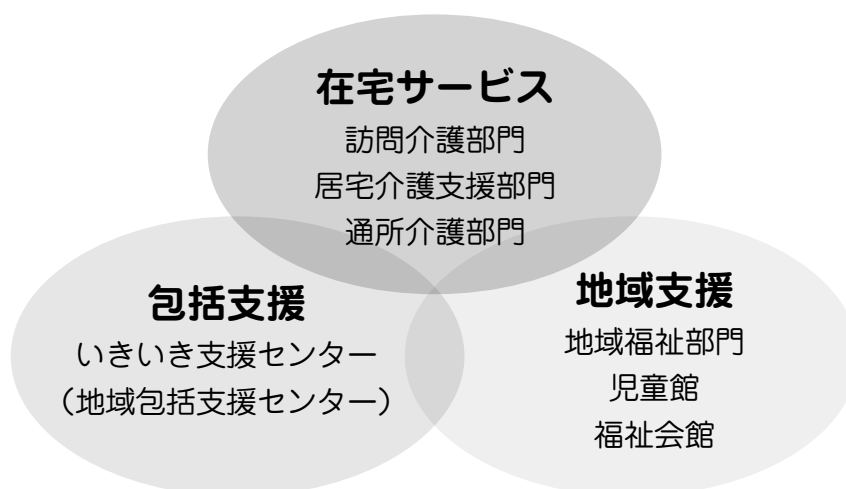 在宅サービス
訪問介護部門
居宅介護支援部門
通所介護部門
包括支援
いきいき支援センター
（地域包括支援センター）
地域支援
地域福祉部門
児童館
福祉会館